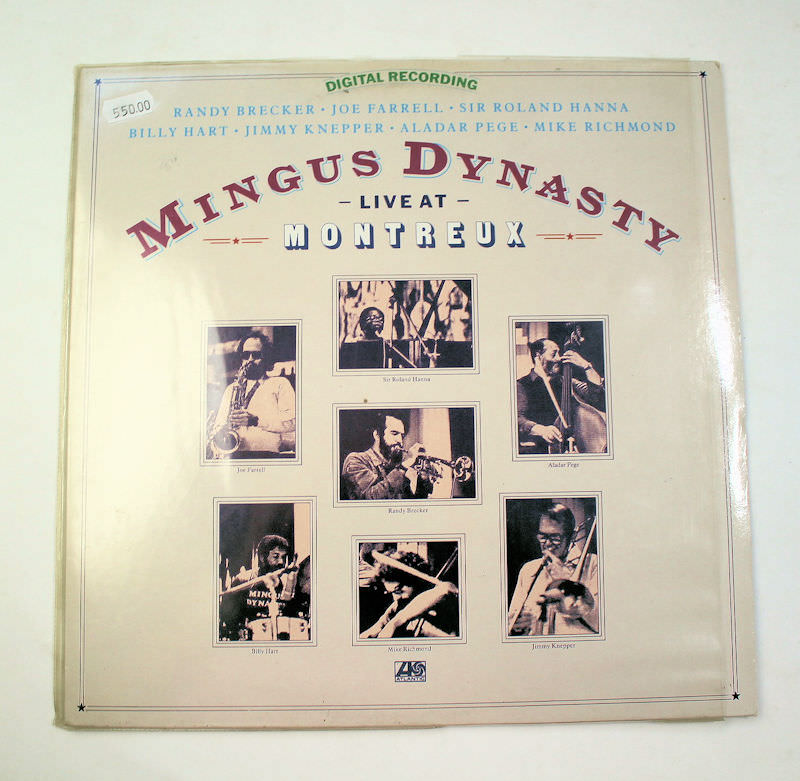 DIGITAL RECORDING
550.00
RANDY BRECKER · JOE FARRELL · SIR ROLAND HANNA
BILLY HART · JIMMY KNEPPER · ALADAR PEGE · MIKE RICHMOND
MINGUS DYNASTY
– LIVE AT –
MONTREUX
Sir Roland Hanna
Joe Farrell
Aladar Pege
Randy Brecker
MINGUS
DYNASTY
Billy Hart
Mike Richmond
Jimmy Knepper
ATLANTIC